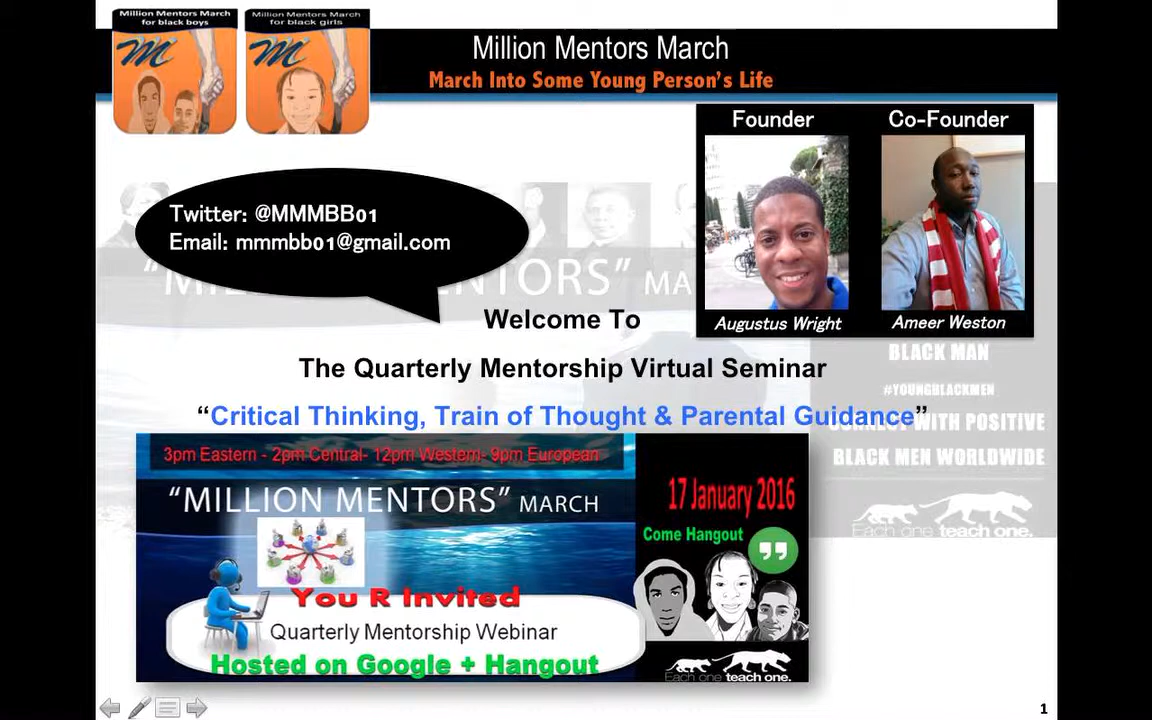 Million Mentors March
for black boys
Million Mentors March
for black girls
Million Mentors March
March Into Some Young Person's Life
Founder
Co-Founder
Augustus Wright
Ameer Weston
Twitter: @MMMBB01
Email: mmmbb01@gmail.com
MARCH
Welcome To
The Quarterly Mentorship Virtual Seminar
“Critical Thinking, Train of Thought & Parental Guidance”
BLACK MAN
#YOUNGBLACKMEN
CONNECT WITH POSITIVE
BLACK MEN WORLDWIDE
Each one teach one.
3pm Eastern - 2pm Central- 12pm Western- 9pm European
“MILLION MENTORS” MARCH
17 January 2016
Come Hangout
You R Invited
Quarterly Mentorship Webinar
Hosted on Google + Hangout
Each one teach one.
1